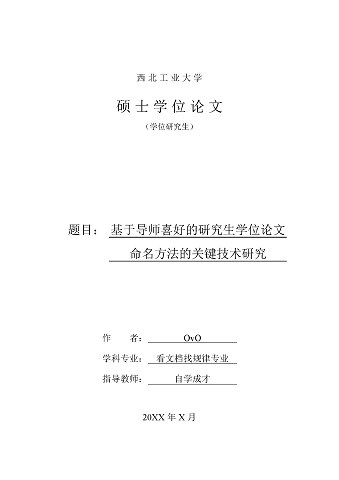 西北工业大学
硕士学位论文
（学位研究生）
题目： 基于导师喜好的研究生学位论文
命名方法的关键技术研究
作 者： OvO
学科专业： 看文档找规律专业
指导教师： 自学成才
20XX 年 X 月